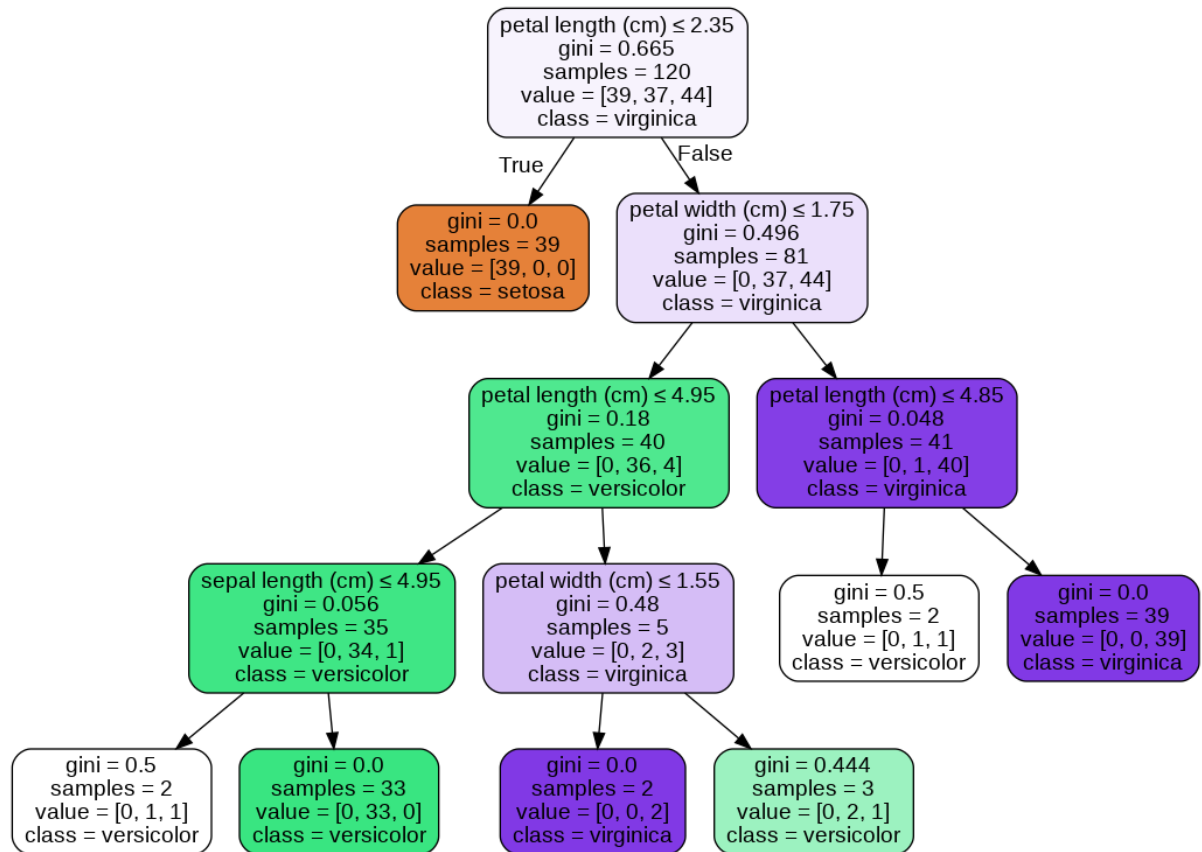 petal length (cm) ≤ 2.35
gini = 0.665
samples = 120
value = [39, 37, 44]
class = virginica
True
False
gini = 0.0
samples = 39
value = [39, 0, 0]
class = setosa
petal width (cm) ≤ 1.75
gini = 0.496
samples = 81
value = [0, 37, 44]
class = virginica
petal length (cm) ≤ 4.95
gini = 0.18
samples = 40
value = [0, 36, 4]
class = versicolor
petal length (cm) ≤ 4.85
gini = 0.048
samples = 41
value = [0, 1, 40]
class = virginica
sepal length (cm) ≤ 4.95
gini = 0.056
samples = 35
value = [0, 34, 1]
class = versicolor
petal width (cm) ≤ 1.55
gini = 0.48
samples = 5
value = [0, 2, 3]
class = virginica
gini = 0.5
samples = 2
value = [0, 1, 1]
class = versicolor
gini = 0.0
samples = 39
value = [0, 0, 39]
class = virginica
gini = 0.5
samples = 2
value = [0, 1, 1]
class = versicolor
gini = 0.0
samples = 33
value = [0, 33, 0]
class = versicolor
gini = 0.0
samples = 2
value = [0, 0, 2]
class = virginica
gini = 0.444
samples = 3
value = [0, 2, 1]
class = versicolor